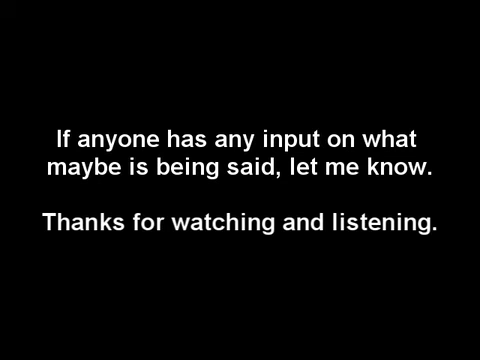 If anyone has any input on what
maybe is being said, let me know.
Thanks for watching and listening.